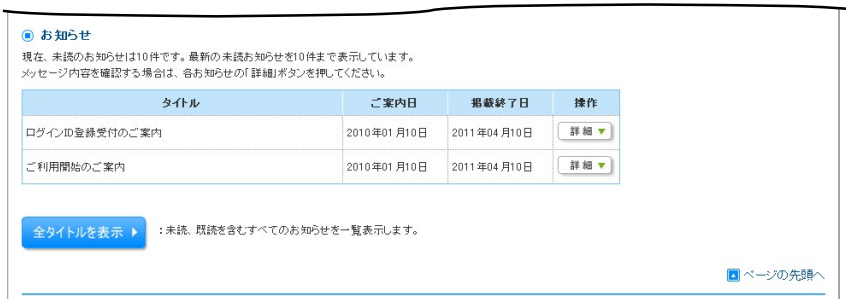 お知らせ
現在、未読のお知らせは10件です。最新の未読お知らせを10件まで表示しています。
メッセージ内容を確認する場合は、各お知らせの「詳細」ボタンを押してください。
タイトル ご案内日 掲載終了日 操作
ログインID登録受付のご案内 2010年01月10日 2011年04月10日 詳細▼
ご利用開始のご案内 2010年01月10日 2011年04月10日 詳細▼
全タイトルを表示 ：未読、既読を含むすべてのお知らせを一覧表示します。
ページの先頭へ